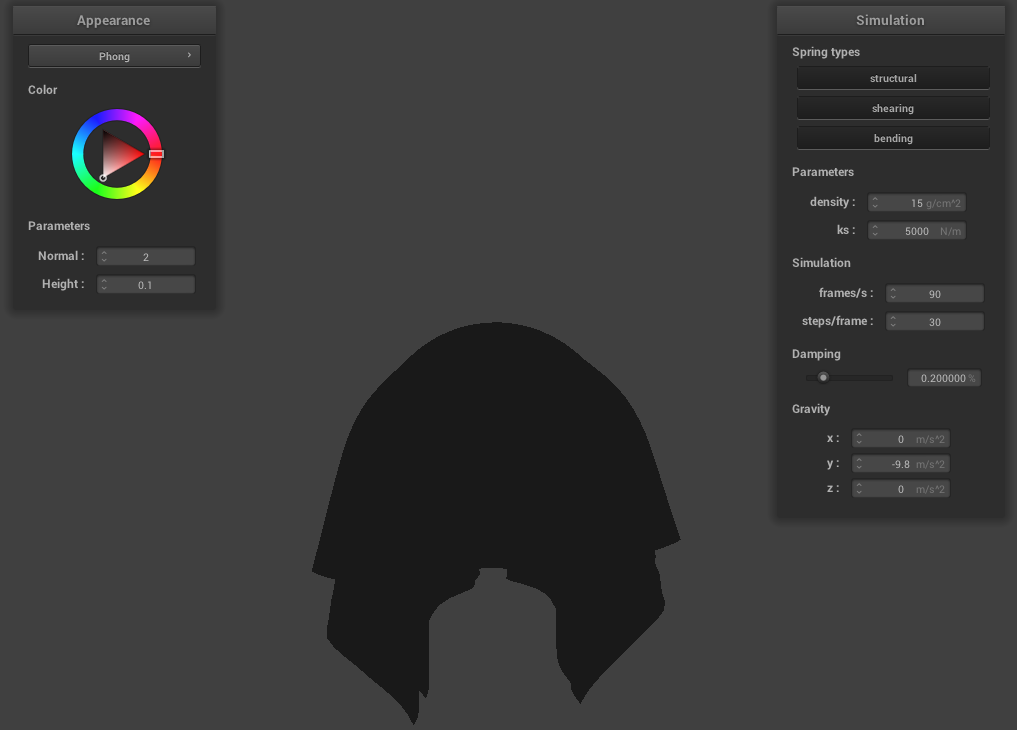 Appearance
Phong ›
Color
Parameters
Normal : 2
Height : 0.1
Simulation
Spring types
structural
shearing
bending
Parameters
density : 15 g/cm^2
ks : 5000 N/m
Simulation
frames/s : 90
steps/frame : 30
Damping
0.200000 %
Gravity
x : 0 m/s^2
y : -9.8 m/s^2
z : 0 m/s^2